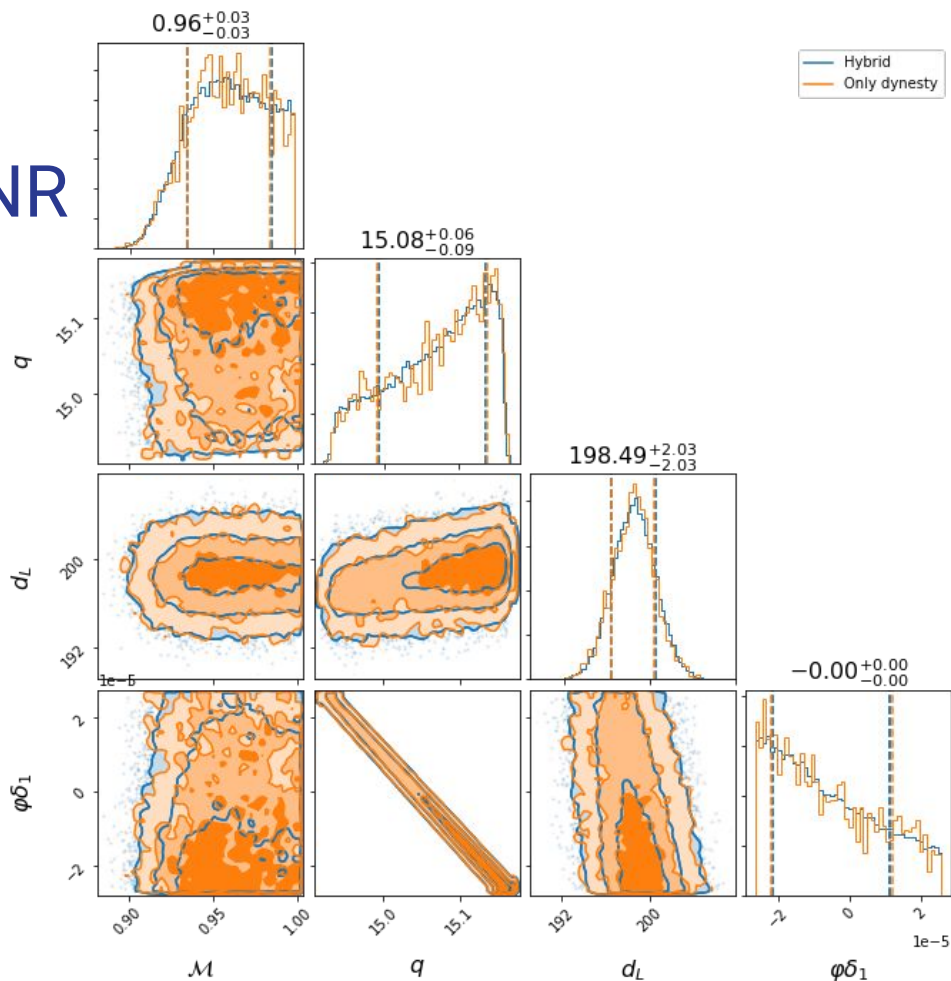 0.96+0.03 −0.03
Hybrid
Only dynesty
NR
15.08+0.06 −0.09
q
15.1
15.0
198.49+2.03 −2.03
d_L
200
192
1e−5
−0.00+0.00 −0.00
φδ₁
2
0
−2
0.90
0.95
1.00
15.0
15.1
192
200
−2
0
2
1e−5
ℳ
q
d_L
φδ₁